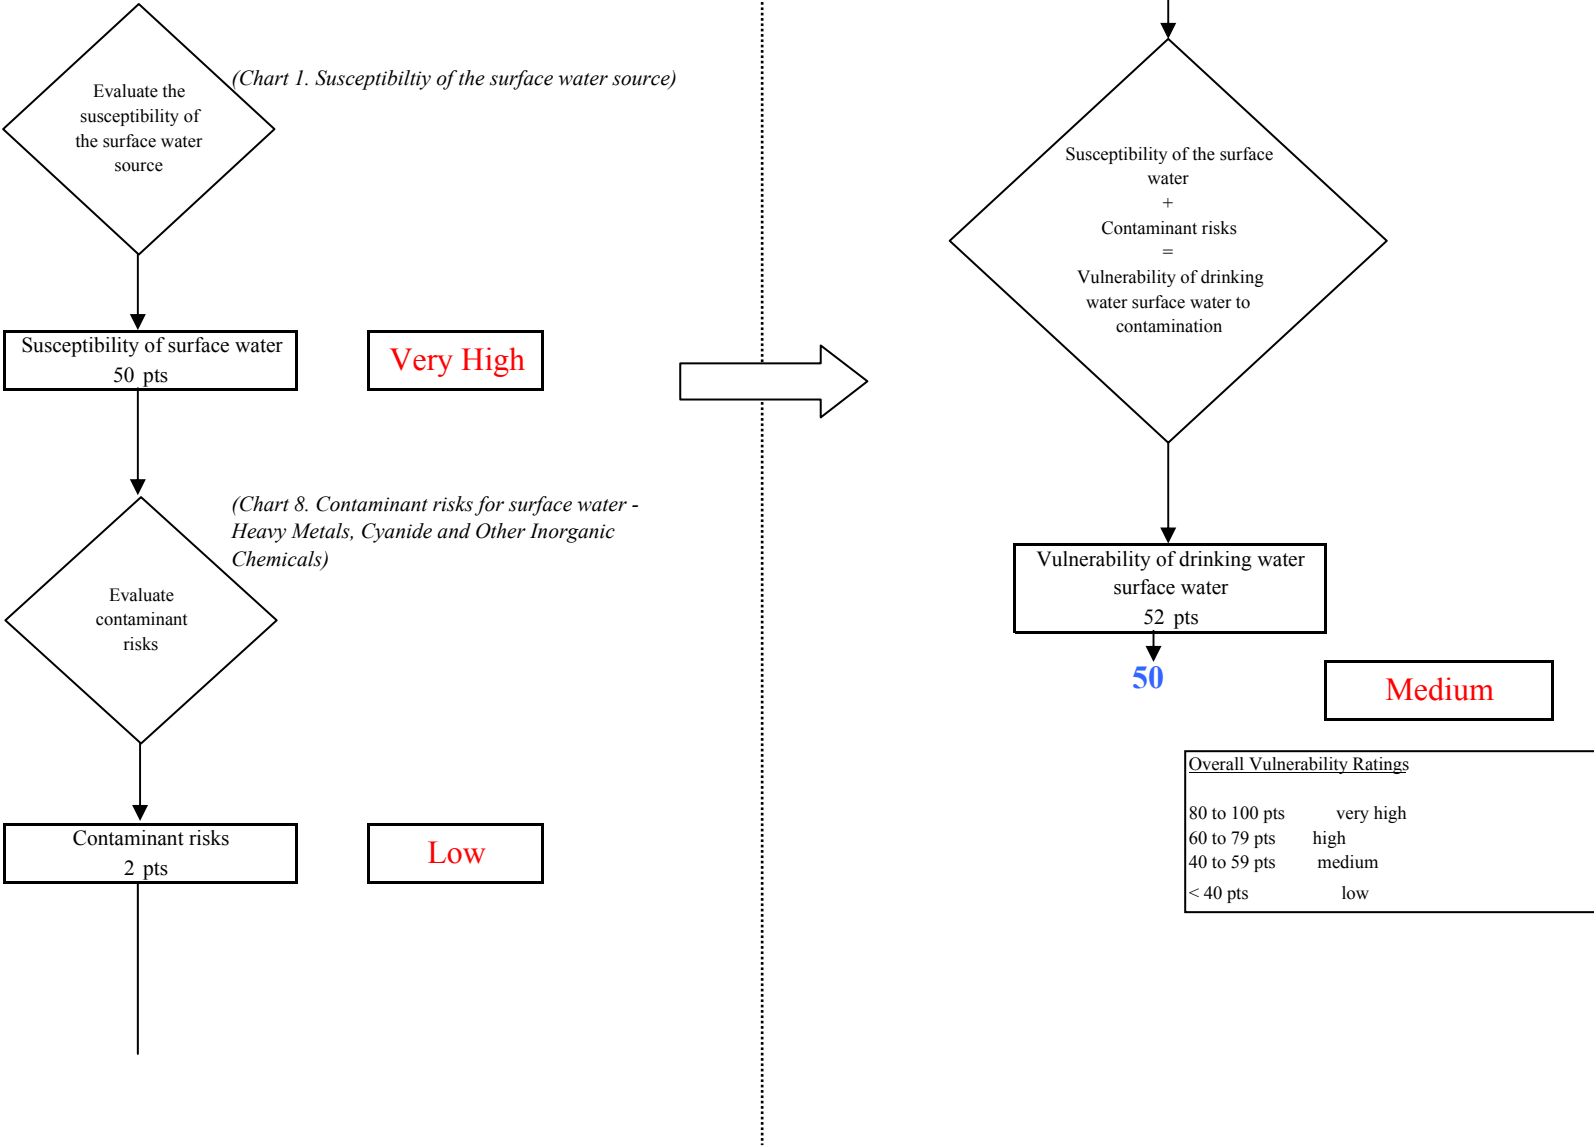 Evaluate the
susceptibility of
the surface water
source
(Chart 1. Susceptibiltiy of the surface water source)
Susceptibility of surface water
50 pts
Very High
(Chart 8. Contaminant risks for surface water -
Heavy Metals, Cyanide and Other Inorganic
Chemicals)
Evaluate
contaminant
risks
Contaminant risks
2 pts
Low
Susceptibility of the surface
water
+
Contaminant risks
=
Vulnerability of drinking
water surface water to
contamination
Vulnerability of drinking water
surface water
52 pts
50
Medium
Overall Vulnerability Ratings
80 to 100 pts very high
60 to 79 pts high
40 to 59 pts medium
< 40 pts low